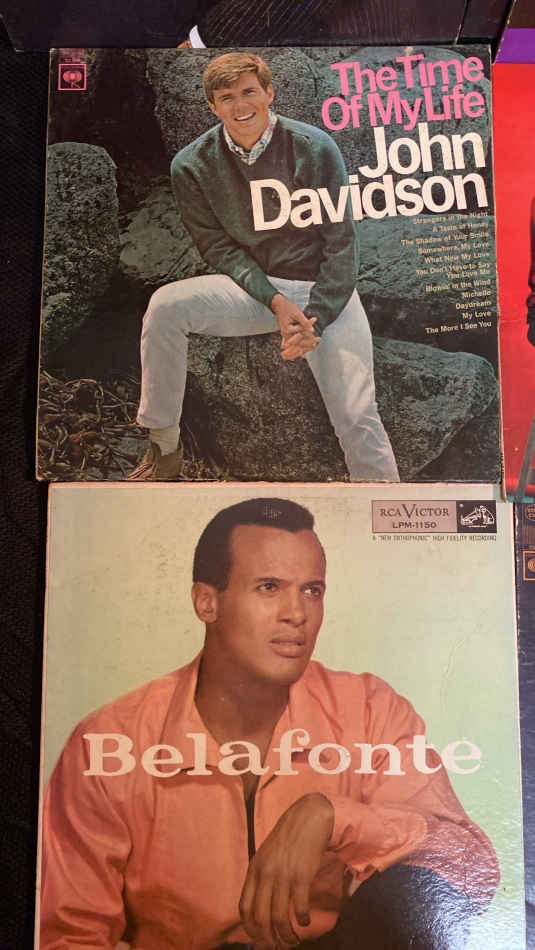 The Time
Of My Life
John
Davidson
Strangers in the Night
A Taste of Honey
The Shadow of Your Smile
Somewhere, My Love
What Now My Love
You Don't Have to Say
You Love Me
Blowin' in the Wind
Michelle
Daydream
My Love
The More I See You
RCA VICTOR
LPM-1150
A "NEW ORTHOPHONIC" HIGH FIDELITY RECORDING
Belafonte